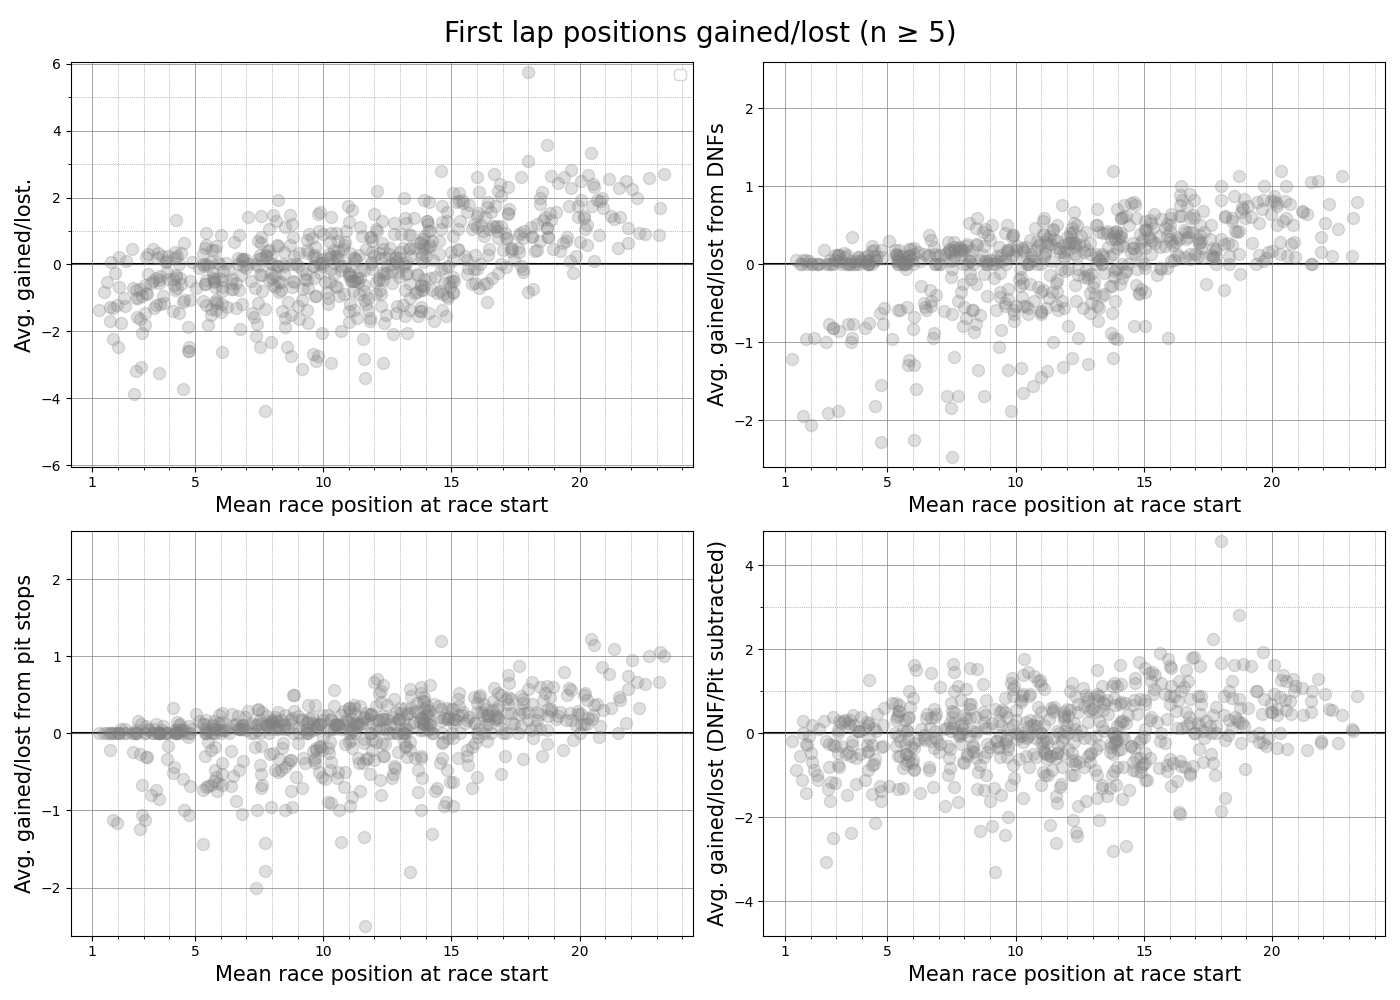 First lap positions gained/lost (n ≥ 5)
6
4
2
0
−2
−4
−6
Avg. gained/lost.
1 5 10 15 20
Mean race position at race start
2
1
0
−1
−2
Avg. gained/lost from DNFs
1 5 10 15 20
Mean race position at race start
2
1
0
−1
−2
Avg. gained/lost from pit stops
1 5 10 15 20
Mean race position at race start
4
2
0
−2
−4
Avg. gained/lost (DNF/Pit subtracted)
1 5 10 15 20
Mean race position at race start